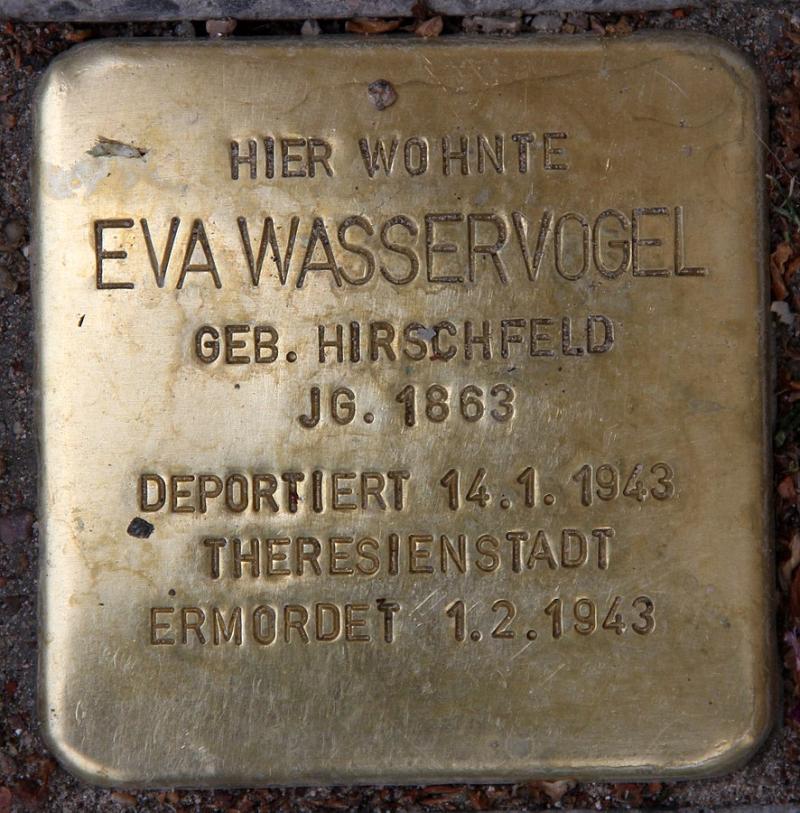 HIER WOHNTE
EVA WASSERVOGEL
GEB. HIRSCHFELD
JG. 1863
DEPORTIERT 14.1.1943
THERESIENSTADT
ERMORDET 1.2.1943